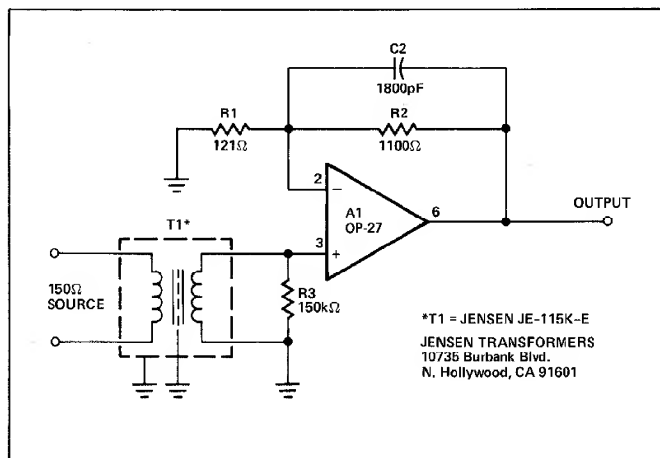 C2
1800pF
R1
121Ω
R2
1100Ω
2
−
A1
OP-27
6
OUTPUT
3
+
T1*
150Ω
SOURCE
R3
150kΩ
*T1 = JENSEN JE-115K-E
JENSEN TRANSFORMERS
10735 Burbank Blvd.
N. Hollywood, CA 91601